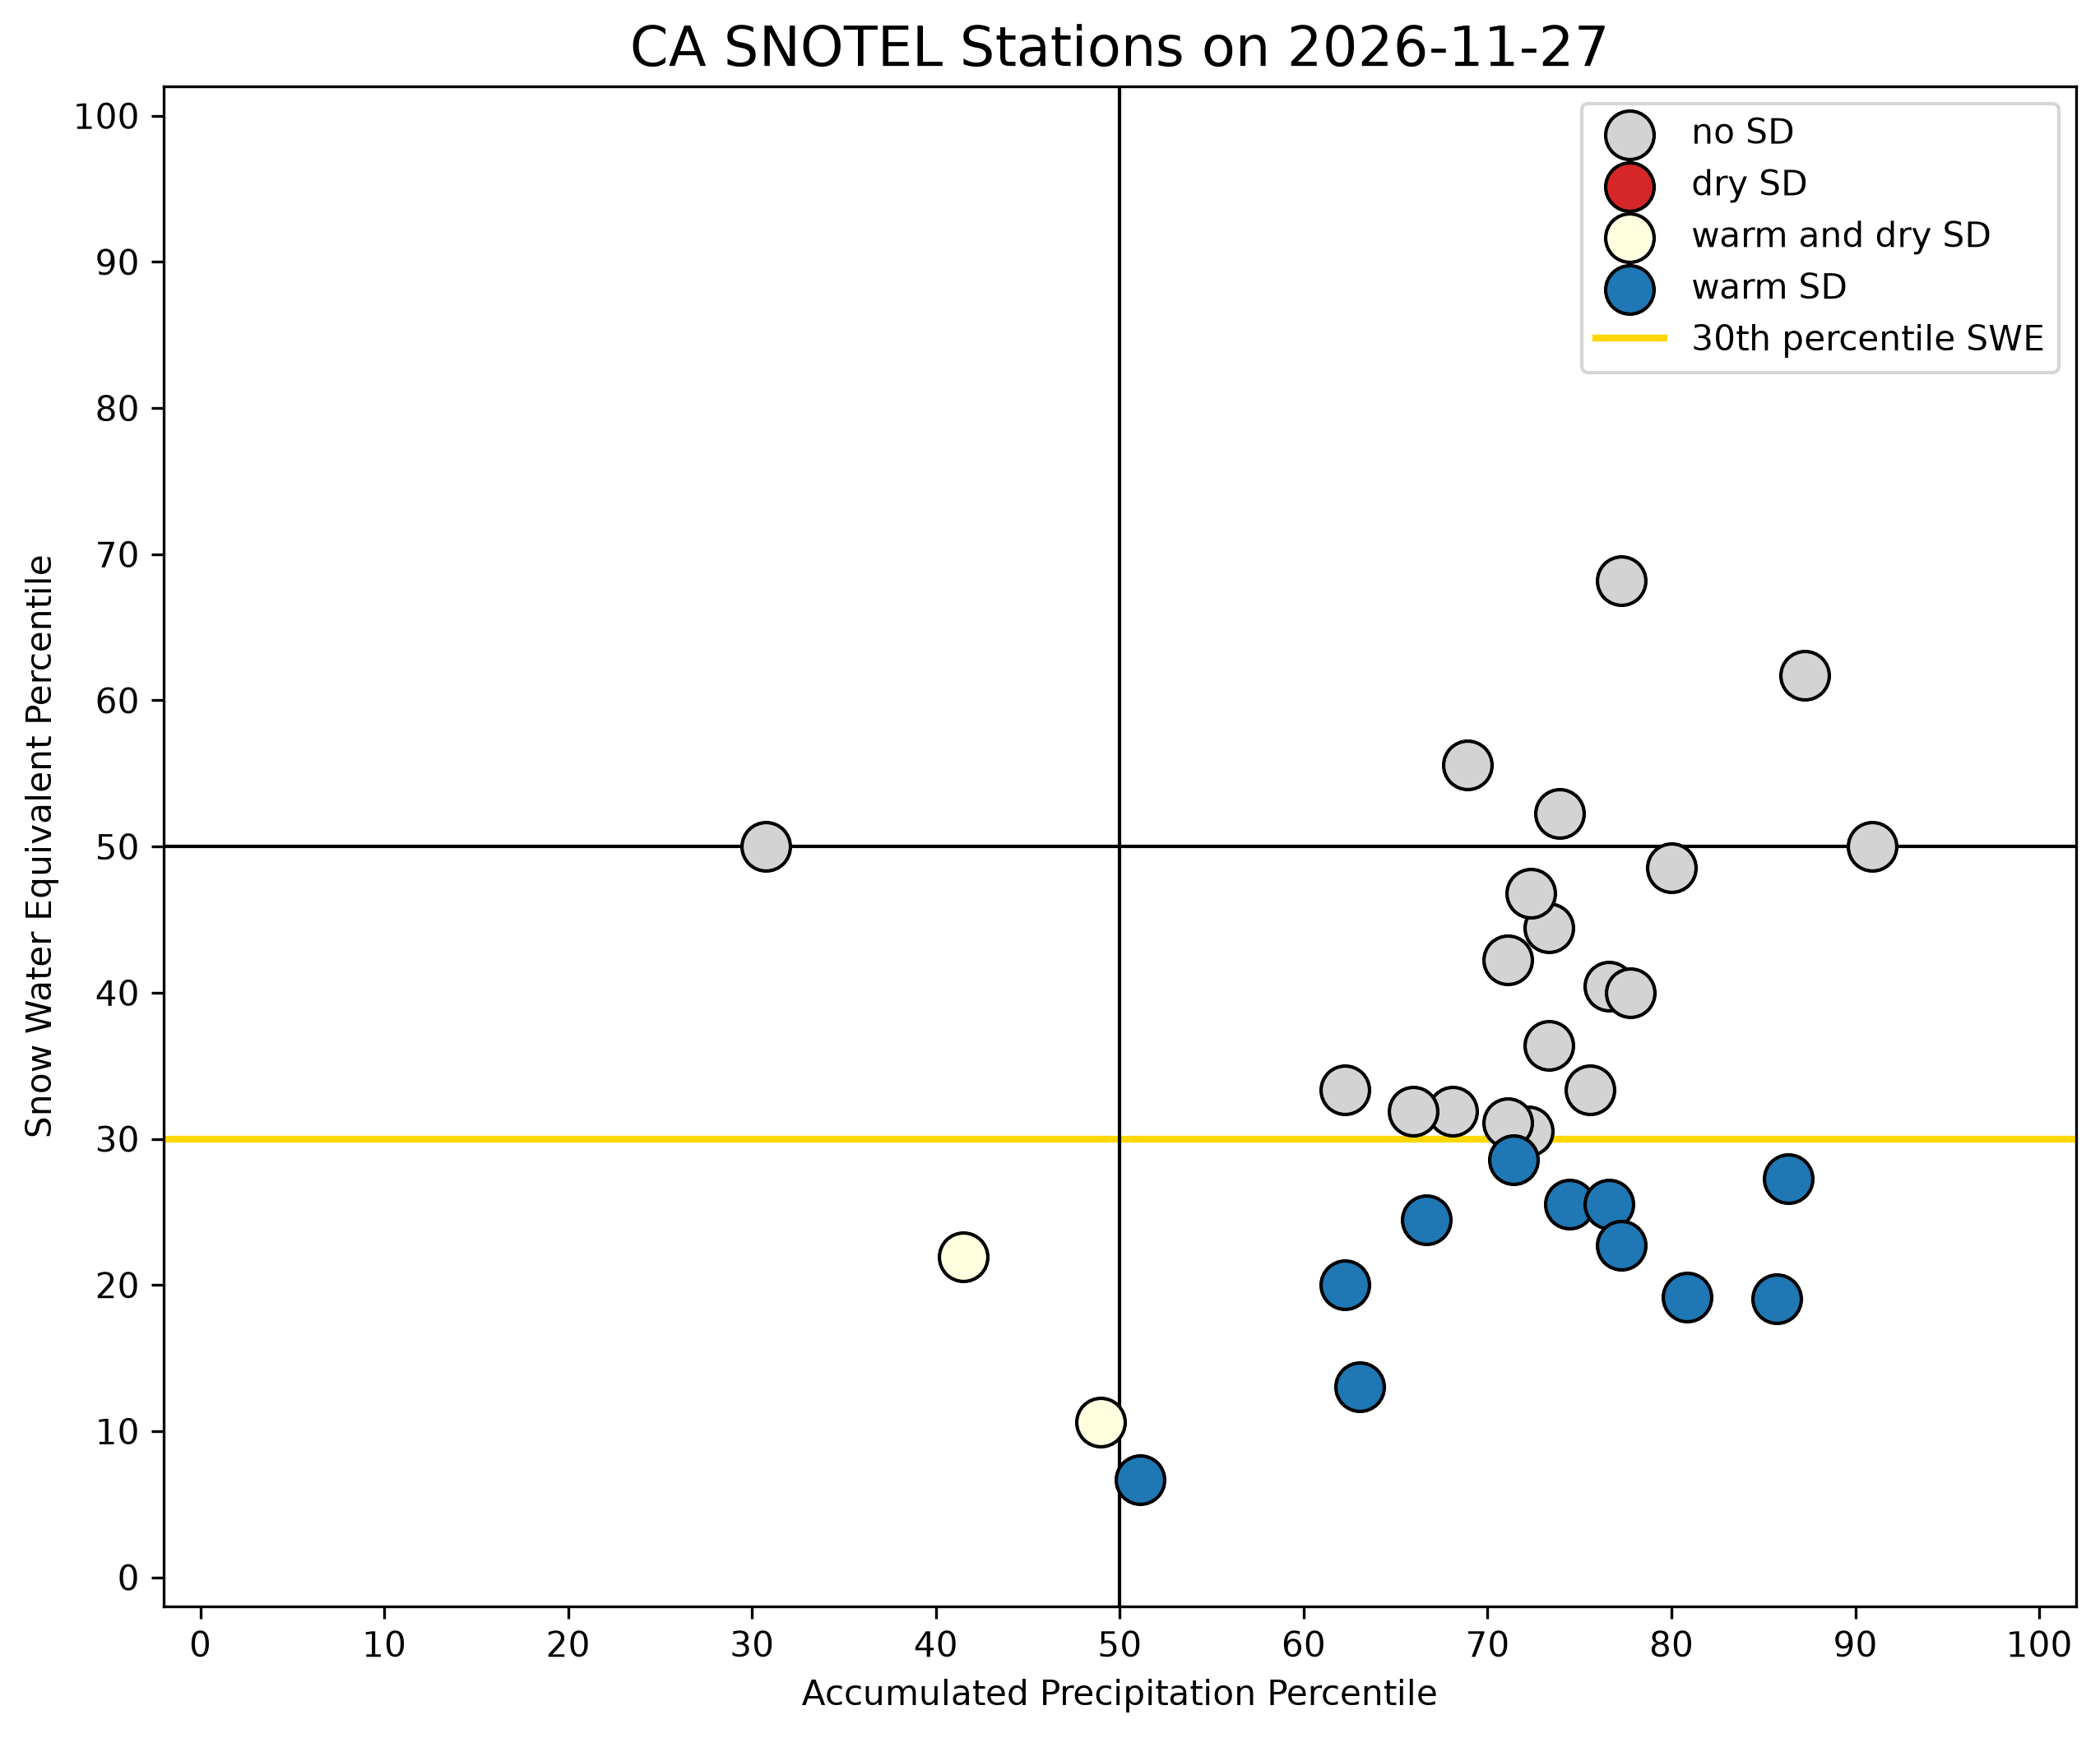 CA SNOTEL Stations on 2026-11-27
no SD
dry SD
warm and dry SD
warm SD
30th percentile SWE
100
90
80
70
60
50
40
30
20
10
0
Snow Water Equivalent Percentile
0 10 20 30 40 50 60 70 80 90 100
Accumulated Precipitation Percentile